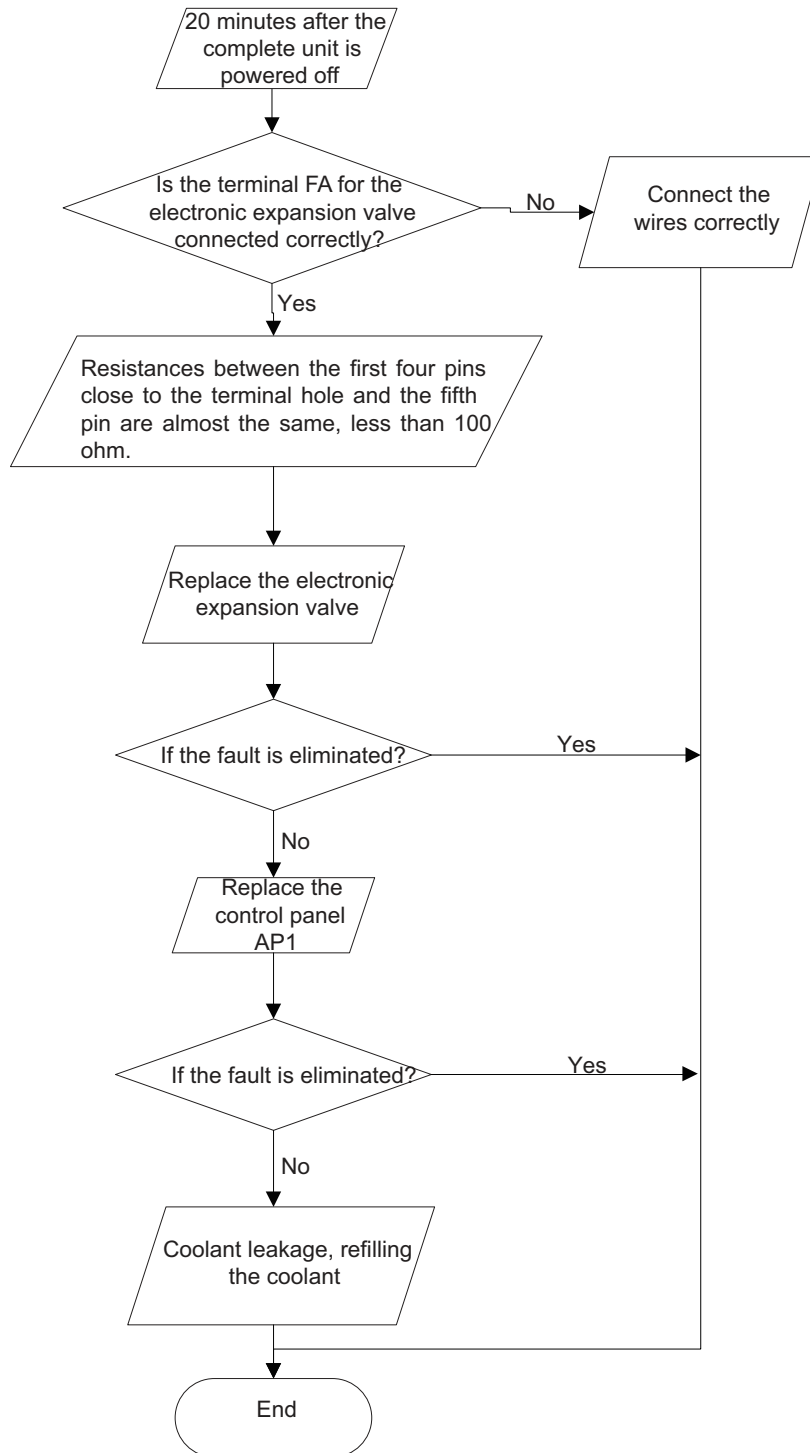 20 minutes after the
complete unit is
powered off
Is the terminal FA for the
electronic expansion valve
connected correctly?
No
Connect the
wires correctly
Yes
Resistances between the first four pins
close to the terminal hole and the fifth
pin are almost the same, less than 100
ohm.
Replace the electronic
expansion valve
If the fault is eliminated?
Yes
No
Replace the
control panel
AP1
If the fault is eliminated?
Yes
No
Coolant leakage, refilling
the coolant
End